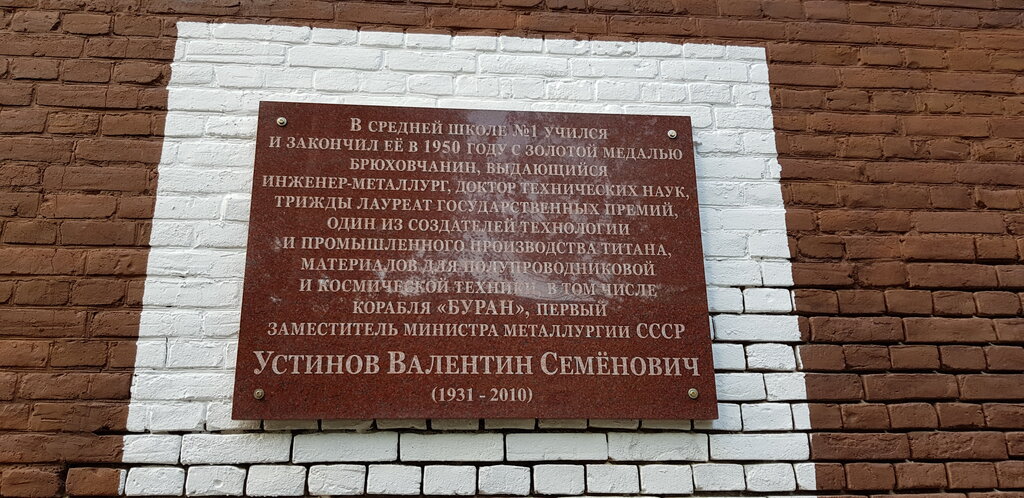 В СРЕДНЕЙ ШКОЛЕ №1 УЧИЛСЯ
И ЗАКОНЧИЛ ЕЁ В 1950 ГОДУ С ЗОЛОТОЙ МЕДАЛЬЮ
БРЮХОВЧАНИН, ВЫДАЮЩИЙСЯ
ИНЖЕНЕР-МЕТАЛЛУРГ, ДОКТОР ТЕХНИЧЕСКИХ НАУК,
ТРИЖДЫ ЛАУРЕАТ ГОСУДАРСТВЕННЫХ ПРЕМИЙ,
ОДИН ИЗ СОЗДАТЕЛЕЙ ТЕХНОЛОГИИ
И ПРОМЫШЛЕННОГО ПРОИЗВОДСТВА ТИТАНА,
МАТЕРИАЛОВ ДЛЯ ПОЛУПРОВОДНИКОВОЙ
И КОСМИЧЕСКОЙ ТЕХНИКИ, В ТОМ ЧИСЛЕ
КОРАБЛЯ «БУРАН», ПЕРВЫЙ
ЗАМЕСТИТЕЛЬ МИНИСТРА МЕТАЛЛУРГИИ СССР
УСТИНОВ ВАЛЕНТИН СЕМЁНОВИЧ
(1931 - 2010)